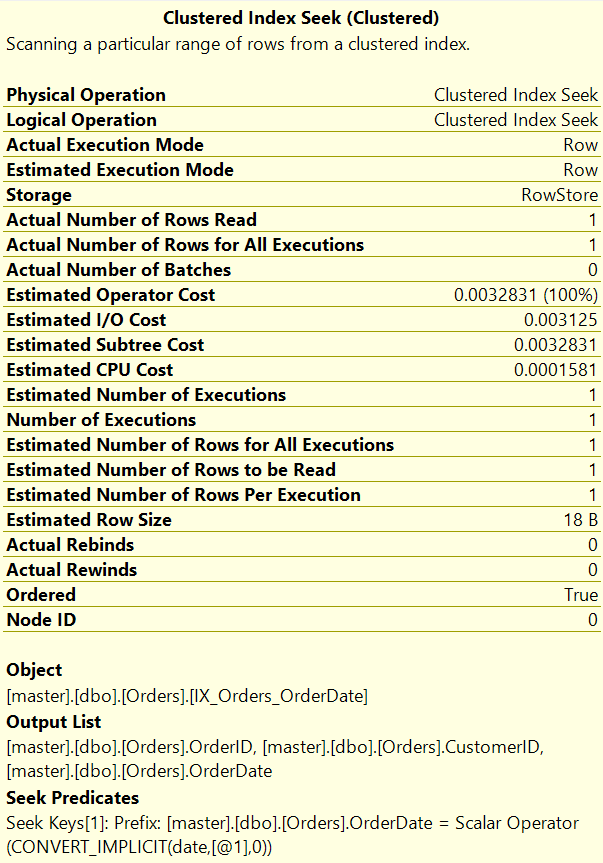 Clustered Index Seek (Clustered)
Scanning a particular range of rows from a clustered index.
Physical Operation Clustered Index Seek
Logical Operation Clustered Index Seek
Actual Execution Mode Row
Estimated Execution Mode Row
Storage RowStore
Actual Number of Rows Read 1
Actual Number of Rows for All Executions 1
Actual Number of Batches 0
Estimated Operator Cost 0.0032831 (100%)
Estimated I/O Cost 0.003125
Estimated Subtree Cost 0.0032831
Estimated CPU Cost 0.0001581
Estimated Number of Executions 1
Number of Executions 1
Estimated Number of Rows for All Executions 1
Estimated Number of Rows to be Read 1
Estimated Number of Rows Per Execution 1
Estimated Row Size 18 B
Actual Rebinds 0
Actual Rewinds 0
Ordered True
Node ID 0
Object
[master].[dbo].[Orders].[IX_Orders_OrderDate]
Output List
[master].[dbo].[Orders].OrderID, [master].[dbo].[Orders].CustomerID,
[master].[dbo].[Orders].OrderDate
Seek Predicates
Seek Keys[1]: Prefix: [master].[dbo].[Orders].OrderDate = Scalar Operator
(CONVERT_IMPLICIT(date,[@1],0))